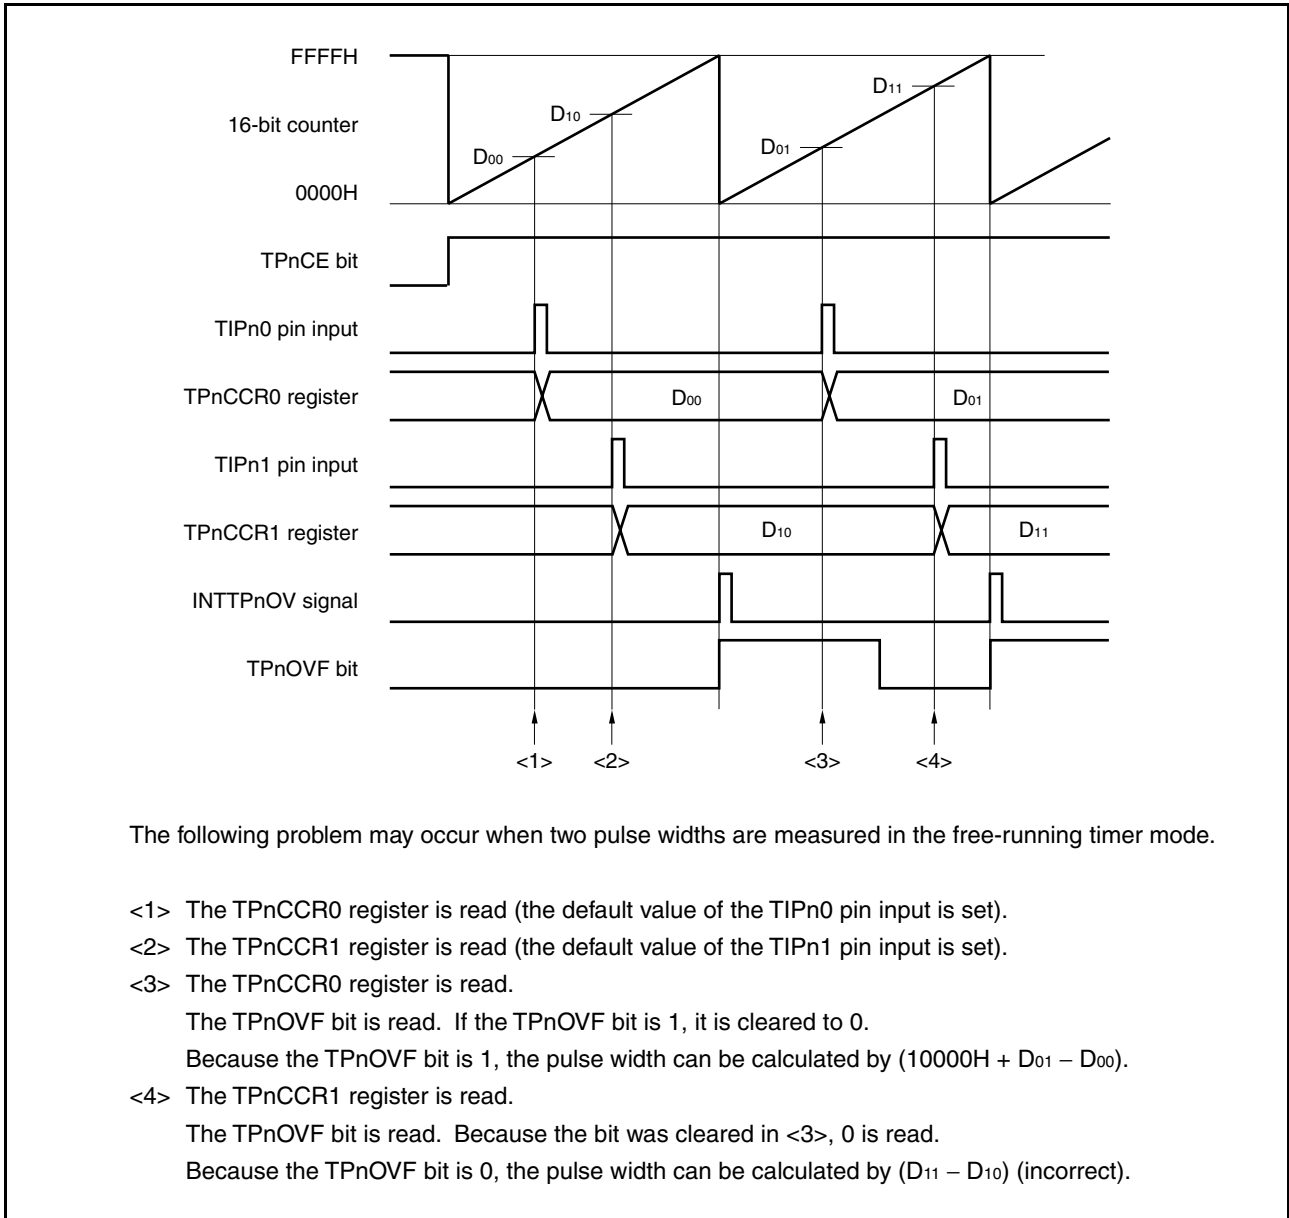 FFFFH
16-bit counter
0000H
D00
D10
D01
D11
TPnCE bit
TIPn0 pin input
TPnCCR0 register
D00
D01
TIPn1 pin input
TPnCCR1 register
D10
D11
INTTPnOV signal
TPnOVF bit
<1>
<2>
<3>
<4>
The following problem may occur when two pulse widths are measured in the free-running timer mode.
<1> The TPnCCR0 register is read (the default value of the TIPn0 pin input is set).
<2> The TPnCCR1 register is read (the default value of the TIPn1 pin input is set).
<3> The TPnCCR0 register is read.
The TPnOVF bit is read. If the TPnOVF bit is 1, it is cleared to 0.
Because the TPnOVF bit is 1, the pulse width can be calculated by (10000H + D01 − D00).
<4> The TPnCCR1 register is read.
The TPnOVF bit is read. Because the bit was cleared in <3>, 0 is read.
Because the TPnOVF bit is 0, the pulse width can be calculated by (D11 − D10) (incorrect).